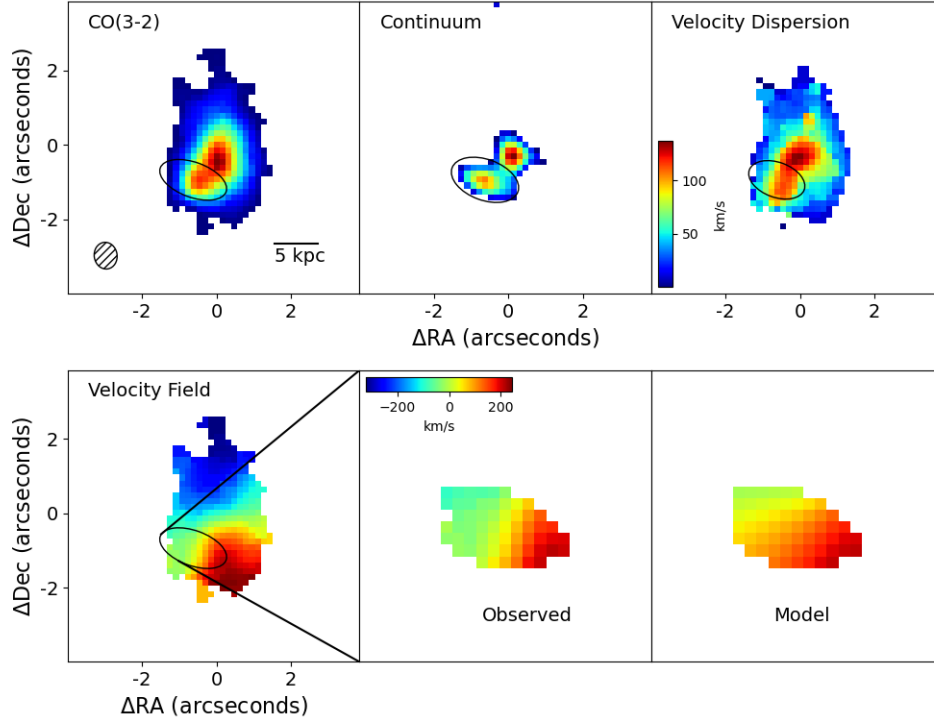 CO(3-2)
Continuum
Velocity Dispersion
ΔDec (arcseconds)
2
0
-2
5 kpc
100
50
km/s
-2
0
2
-2
0
2
-2
0
2
ΔRA (arcseconds)
Velocity Field
−200
0
200
km/s
ΔDec (arcseconds)
2
0
-2
Observed
Model
-2
0
2
ΔRA (arcseconds)